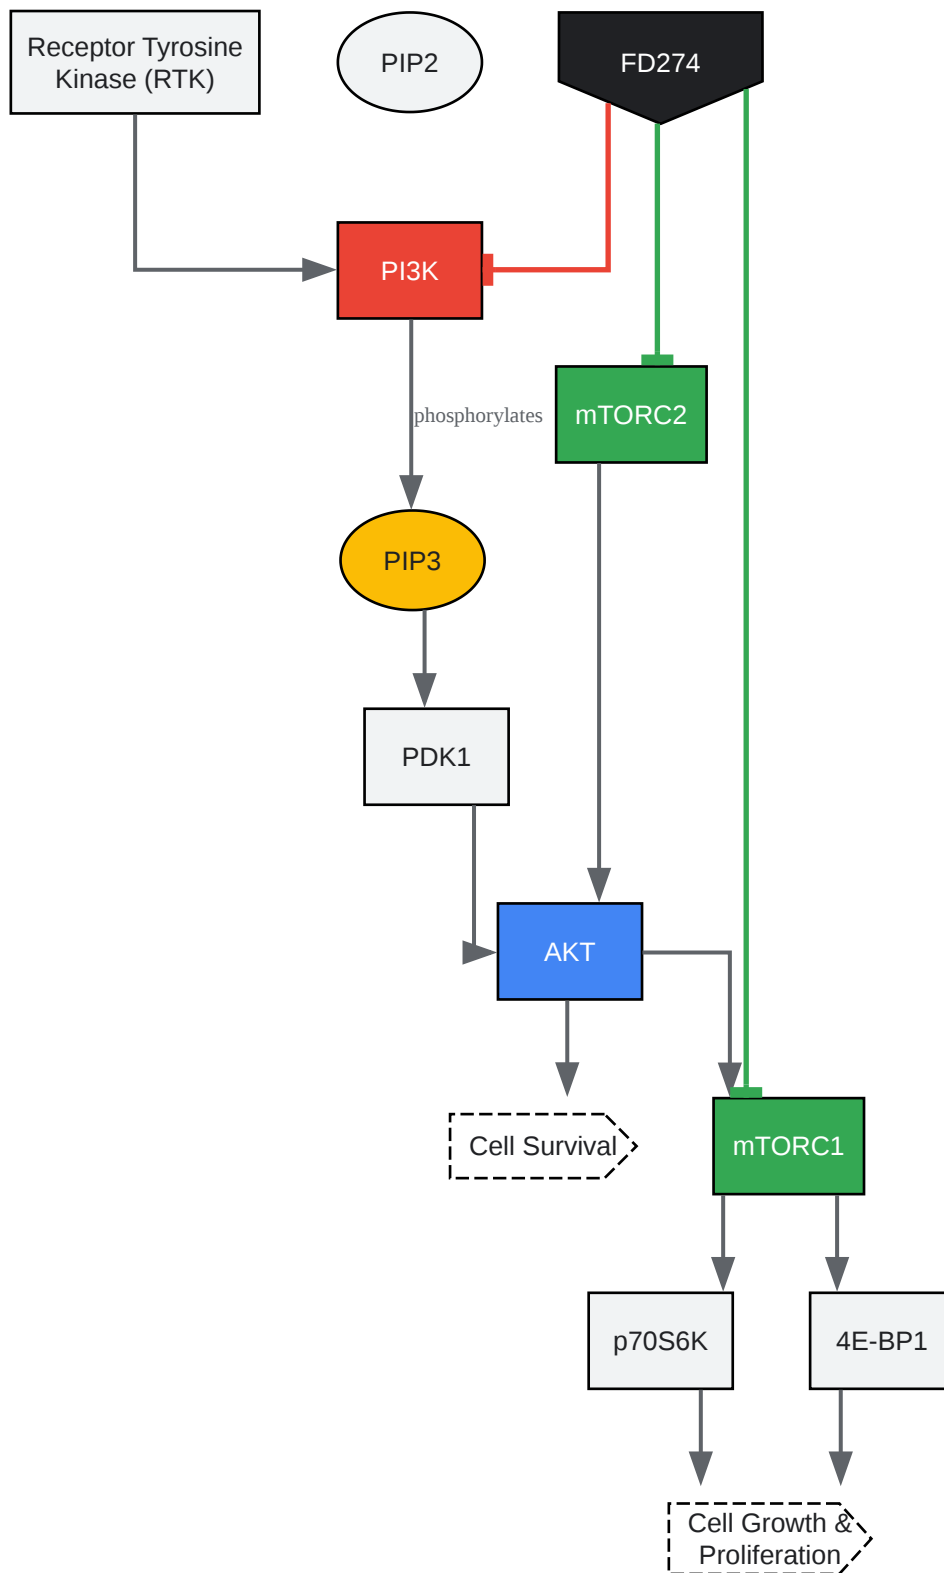 Receptor Tyrosine
Kinase (RTK)
PIP2
FD274
PI3K
phosphorylates
mTORC2
PIP3
PDK1
AKT
Cell Survival
mTORC1
p70S6K
4E-BP1
Cell Growth &
Proliferation